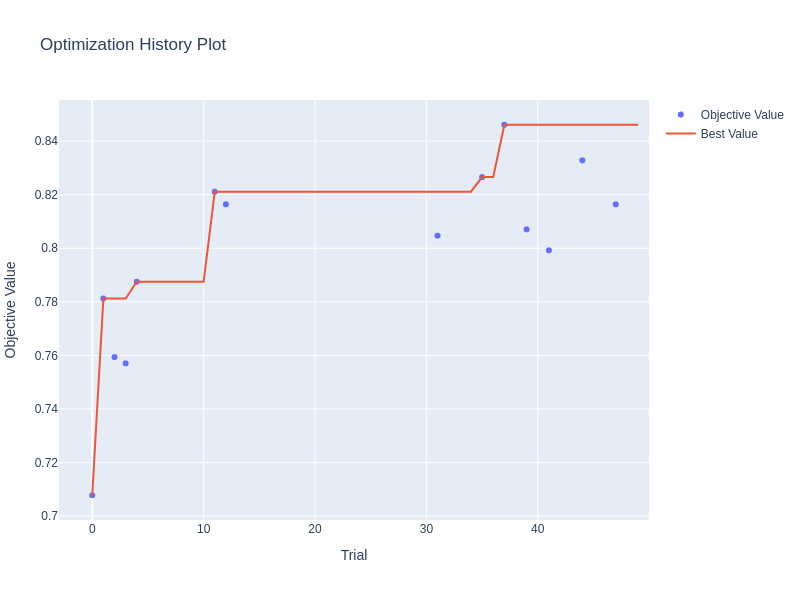 Optimization History Plot
Objective Value
Best Value
0.84
0.82
0.8
0.78
0.76
0.74
0.72
0.7
Objective Value
0
10
20
30
40
Trial